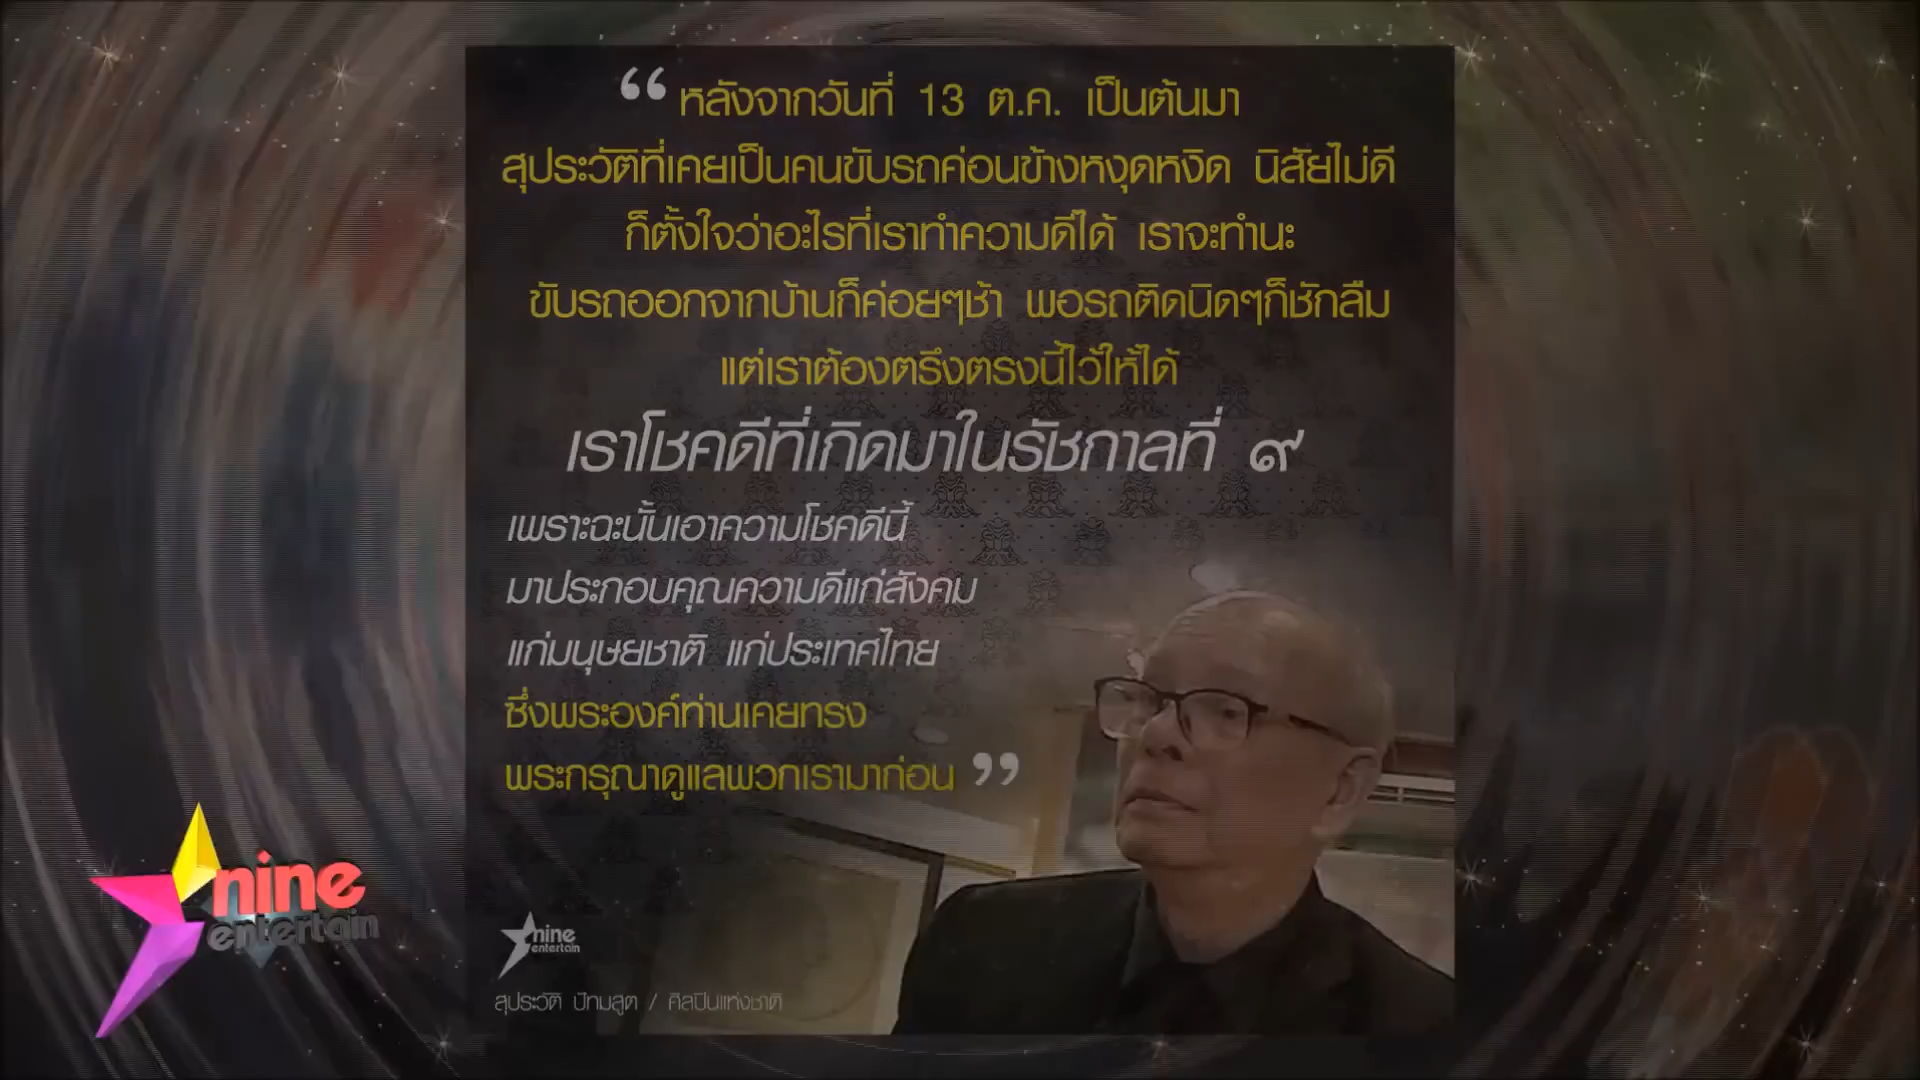 “ หลังจากวันที่ 13 ต.ค. เป็นต้นมา
สุประวัติที่เคยเป็นคนขับรถค่อนข้างหงุดหงิด นิสัยไม่ดี
ก็ตั้งใจว่าอะไรที่เราทำความดีได้ เราจะทำนะ
ขับรถออกจากบ้านก็ค่อยๆช้า พอรถติดนิดๆก็ชักลืม
แต่เราต้องตรึงตรงนี้ไว้ให้ได้
เราโชคดีที่เกิดมาในรัชกาลที่ ๙
เพราะฉะนั้นเอาความโชคดีนี้
มาประกอบคุณความดีแก่สังคม
แก่มนุษยชาติ แก่ประเทศไทย
ซึ่งพระองค์ท่านเคยทรง
พระกรุณาดูแลพวกเรามาก่อน ”
nine
entertain
nine
entertain
สุประวัติ ปัทมสูต / ศิลปินแห่งชาติ